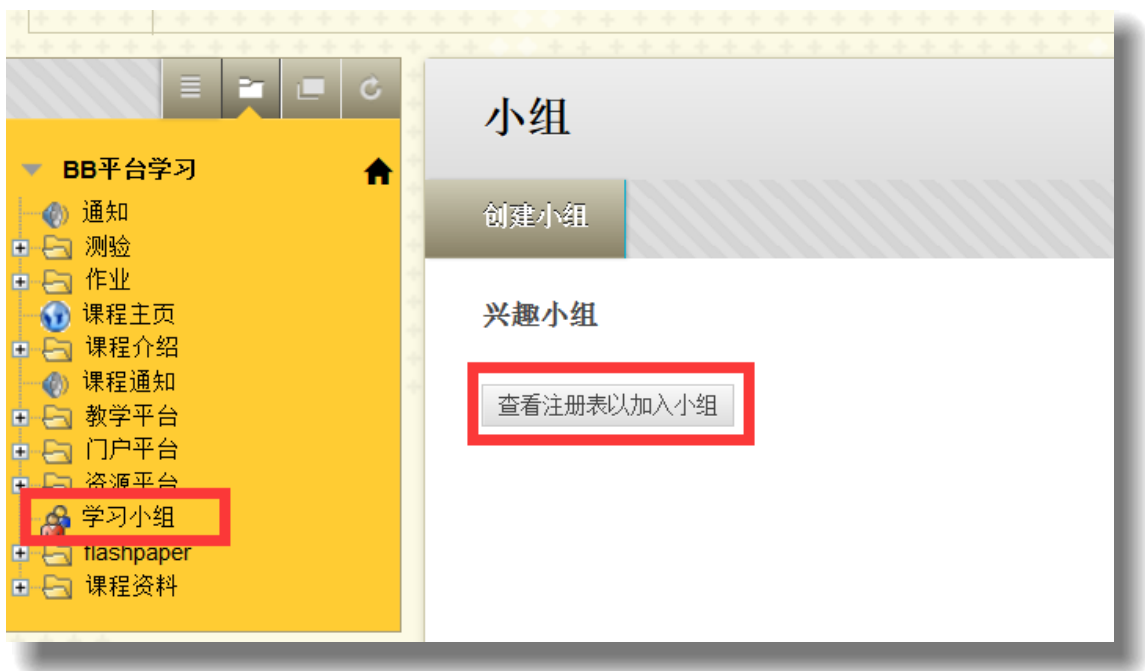 BB平台学习
通知
测验
作业
课程主页
课程介绍
课程通知
教学平台
门户平台
资源平台
学习小组
flashpaper
课程资料
小组
创建小组
兴趣小组
查看注册表以加入小组